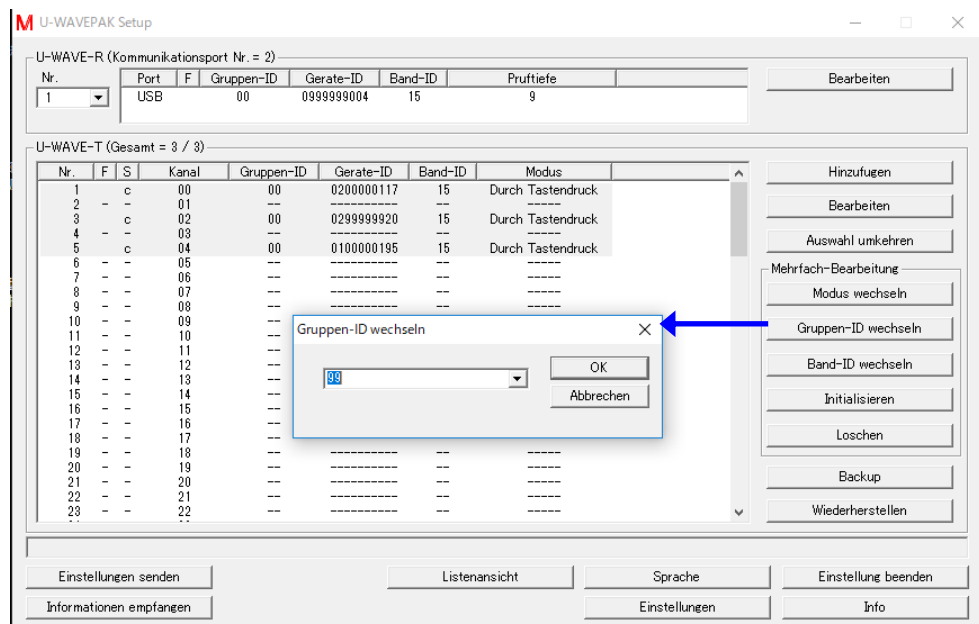 M U-WAVEPAK Setup
U-WAVE-R (Kommunikationsport Nr. = 2)
Nr. Port F Gruppen-ID Gerate-ID Band-ID Pruftiefe Bearbeiten
1 USB 00 0999999004 15 9
U-WAVE-T (Gesamt = 3 / 3)
Nr. F S Kanal Gruppen-ID Gerate-ID Band-ID Modus Hinzufugen
1 c 00 00 0200000117 15 Durch Tastendruck
2 - - 01 -- ---------- -- -----
Bearbeiten
3 c 02 00 0299999920 15 Durch Tastendruck
4 - - 03 -- ---------- -- -----
Auswahl umkehren
5 c 04 00 0100000195 15 Durch Tastendruck
6 - - 05 -- ---------- -- -----
Mehrfach-Bearbeitung
7 - - 06 -- ---------- -- -----
8 - - 07 -- ---------- -- -----
Modus wechseln
9 - - 08 -- ---------- -- -----
10 - - 09 --
Gruppen-ID wechseln
Gruppen-ID wechseln
11 - - 10 --
12 - - 11 --
13 - - 12 --
OK
Band-ID wechseln
99
14 - - 13 --
15 - - 14 --
Abbrechen
Initialisieren
16 - - 15 --
17 - - 16 --
18 - - 17 --
Loschen
19 - - 18 -- ---------- -- -----
20 - - 19 -- ---------- -- -----
21 - - 20 -- ---------- -- -----
Backup
22 - - 21 -- ---------- -- -----
23 - - 22 -- ---------- -- -----
Wiederherstellen
Einstellungen senden Listenansicht Sprache Einstellung beenden
Informationen empfangen Einstellungen Info